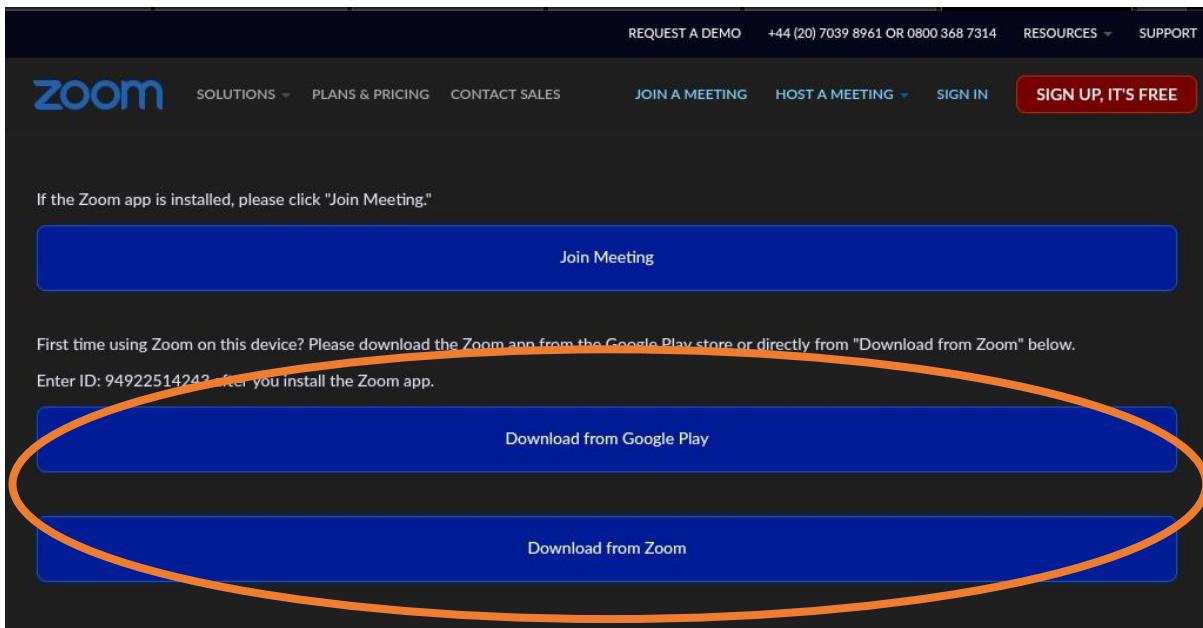 REQUEST A DEMO +44 (20) 7039 8961 OR 0800 368 7314 RESOURCES SUPPORT
zoom SOLUTIONS PLANS & PRICING CONTACT SALES JOIN A MEETING HOST A MEETING SIGN IN SIGN UP, IT'S FREE
If the Zoom app is installed, please click "Join Meeting."
Join Meeting
First time using Zoom on this device? Please download the Zoom app from the Google Play store or directly from "Download from Zoom" below.
Enter ID: 94922514243 after you install the Zoom app.
Download from Google Play
Download from Zoom